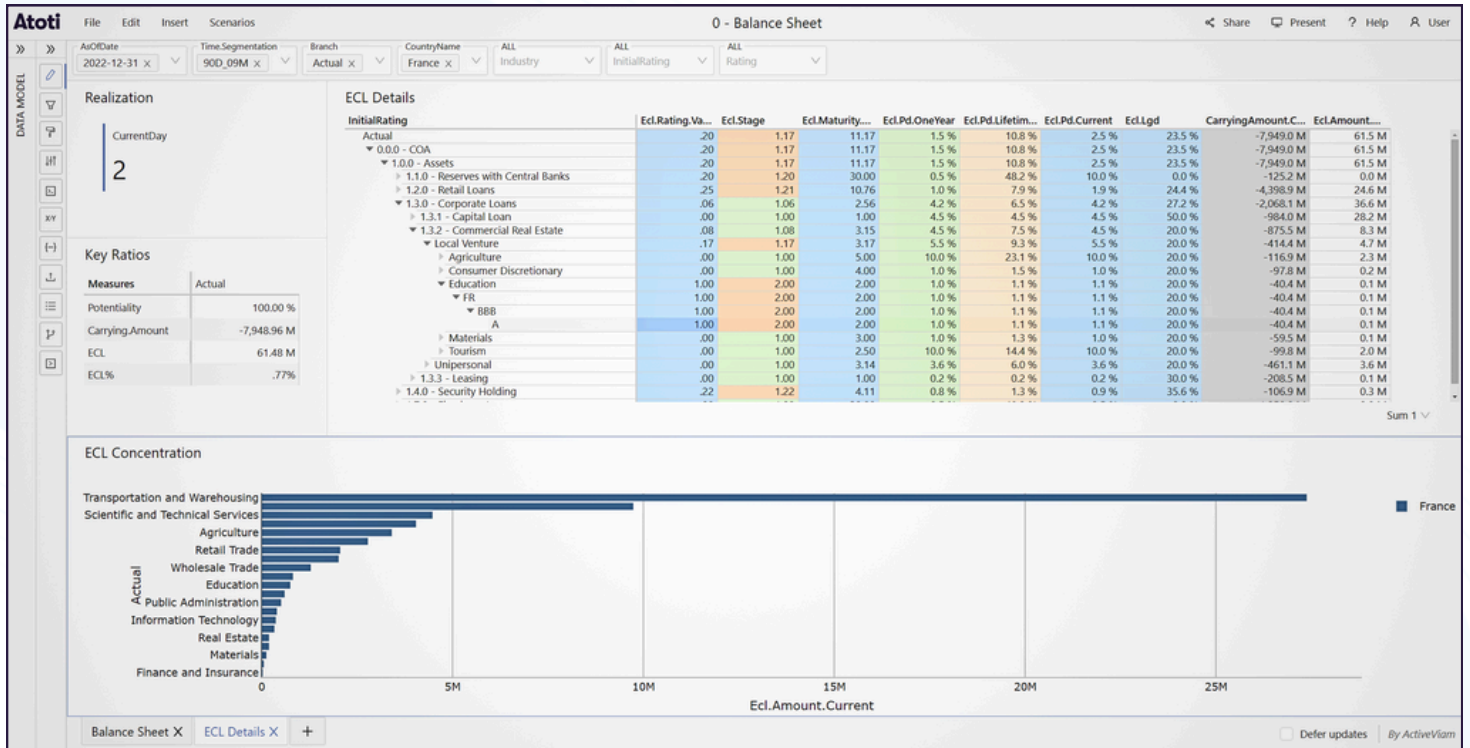 Atoti File Edit Insert Scenarios 0 - Balance Sheet Share Present ? Help User
AsOfDate Time.Segmentation Branch CountryName ALL ALL ALL
2022-12-31 × 90D_09M × Actual × France × Industry InitialRating Rating
DATA MODEL
Realization
CurrentDay
2
Key Ratios
Measures Actual
Potentiality 100.00 %
Carrying.Amount -7,948.96 M
ECL 61.48 M
ECL% .77%
ECL Details
InitialRating Ecl.Rating.Va... Ecl.Stage Ecl.Maturity.... Ecl.Pd.OneYear Ecl.Pd.Lifetim... Ecl.Pd.Current Ecl.Lgd CarryingAmount.C... Ecl.Amount....
Actual .20 1.17 11.17 1.5 % 10.8 % 2.5 % 23.5 % -7,949.0 M 61.5 M
0.0.0 - COA .20 1.17 11.17 1.5 % 10.8 % 2.5 % 23.5 % -7,949.0 M 61.5 M
1.0.0 - Assets .20 1.17 11.17 1.5 % 10.8 % 2.5 % 23.5 % -7,949.0 M 61.5 M
1.1.0 - Reserves with Central Banks .20 1.20 30.00 0.5 % 48.2 % 10.0 % 0.0 % -125.2 M 0.0 M
1.2.0 - Retail Loans .25 1.21 10.76 1.0 % 7.9 % 1.9 % 24.4 % -4,398.9 M 24.6 M
1.3.0 - Corporate Loans .06 1.06 2.56 4.2 % 6.5 % 4.2 % 27.2 % -2,068.1 M 36.6 M
1.3.1 - Capital Loan .00 1.00 1.00 4.5 % 4.5 % 4.5 % 50.0 % -984.0 M 28.2 M
1.3.2 - Commercial Real Estate .08 1.08 3.15 4.5 % 7.5 % 4.5 % 20.0 % -875.5 M 8.3 M
Local Venture .17 1.17 3.17 5.5 % 9.3 % 5.5 % 20.0 % -414.4 M 4.7 M
Agriculture .00 1.00 5.00 10.0 % 23.1 % 10.0 % 20.0 % -116.9 M 2.3 M
Consumer Discretionary .00 1.00 4.00 1.0 % 1.5 % 1.0 % 20.0 % -97.8 M 0.2 M
Education 1.00 2.00 2.00 1.0 % 1.1 % 1.1 % 20.0 % -40.4 M 0.1 M
FR 1.00 2.00 2.00 1.0 % 1.1 % 1.1 % 20.0 % -40.4 M 0.1 M
BBB 1.00 2.00 2.00 1.0 % 1.1 % 1.1 % 20.0 % -40.4 M 0.1 M
A 1.00 2.00 2.00 1.0 % 1.1 % 1.1 % 20.0 % -40.4 M 0.1 M
Materials .00 1.00 3.00 1.0 % 1.3 % 1.0 % 20.0 % -59.5 M 0.1 M
Tourism .00 1.00 2.50 10.0 % 14.4 % 10.0 % 20.0 % -99.8 M 2.0 M
Unipersonal .00 1.00 3.14 3.6 % 6.0 % 3.6 % 20.0 % -461.1 M 3.6 M
1.3.3 - Leasing .00 1.00 1.00 0.2 % 0.2 % 0.2 % 30.0 % -208.5 M 0.1 M
1.4.0 - Security Holding .22 1.22 4.11 0.8 % 1.3 % 0.9 % 35.6 % -106.9 M 0.3 M
Sum 1
ECL Concentration
Transportation and Warehousing
Scientific and Technical Services
Agriculture
Retail Trade
Wholesale Trade
Education
Public Administration
Information Technology
Real Estate
Materials
Finance and Insurance
Actual
0 5M 10M 15M 20M 25M
Ecl.Amount.Current
France
Balance Sheet X ECL Details X + Defer updates By ActiveViam